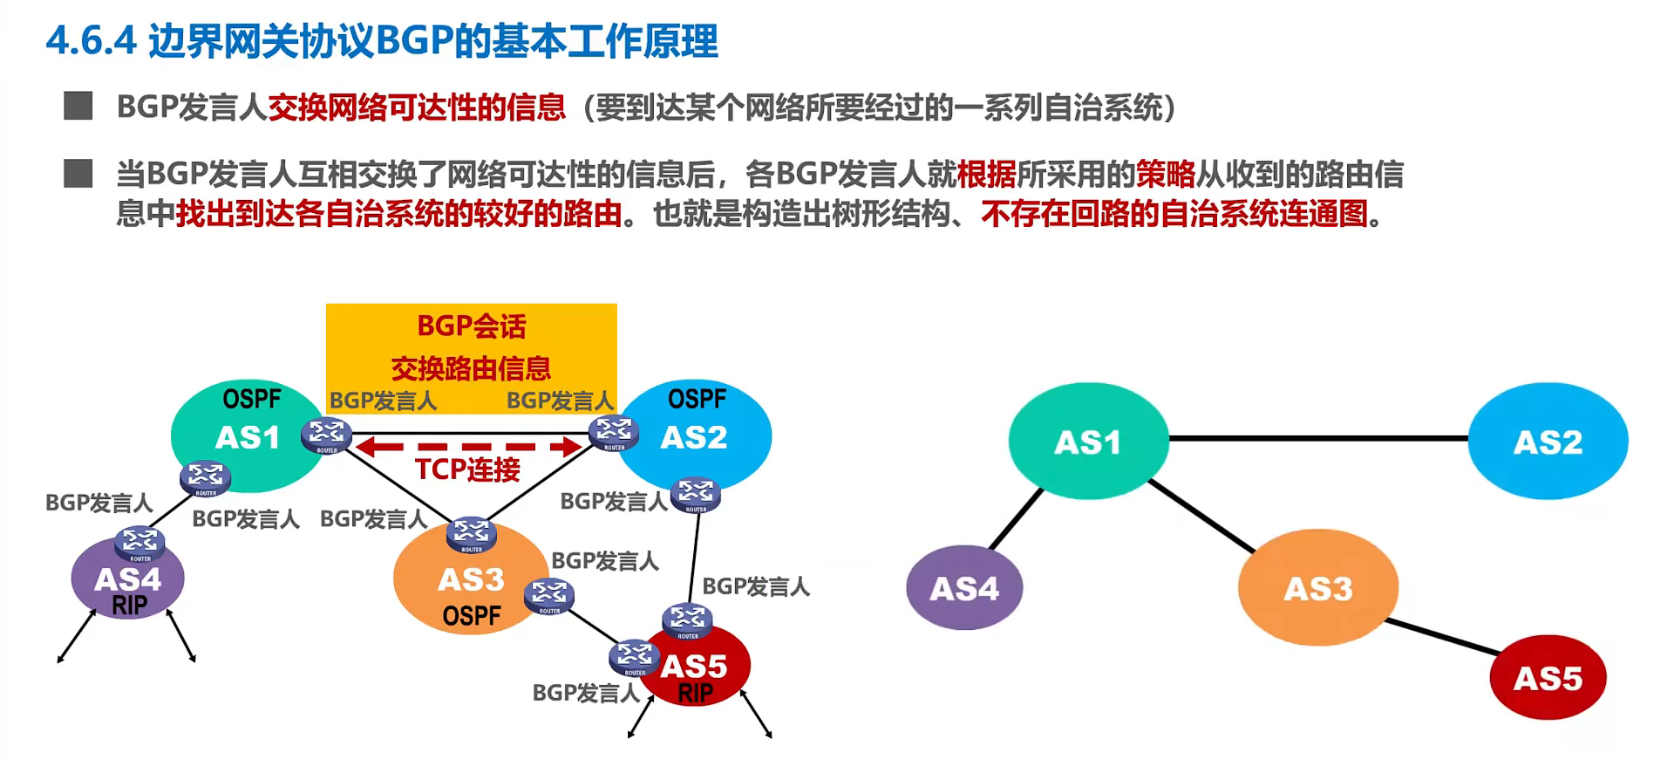 4.6.4 边界网关协议BGP的基本工作原理
BGP发言人交换网络可达性的信息（要到达某个网络所要经过的一系列自治系统）
当BGP发言人互相交换了网络可达性的信息后，各BGP发言人就根据所采用的策略从收到的路由信
息中找出到达各自治系统的较好的路由。也就是构造出树形结构、不存在回路的自治系统连通图。
BGP会话
交换路由信息
BGP发言人
BGP发言人
OSPF
AS1
ROUTER
ROUTER
OSPF
AS2
TCP连接
ROUTER
BGP发言人
BGP发言人
BGP发言人
BGP发言人
ROUTER
ROUTER
ROUTER
AS4
RIP
AS3
OSPF
BGP发言人
ROUTER
BGP发言人
ROUTER
ROUTER
AS5
RIP
BGP发言人
AS1
AS2
AS4
AS3
AS5